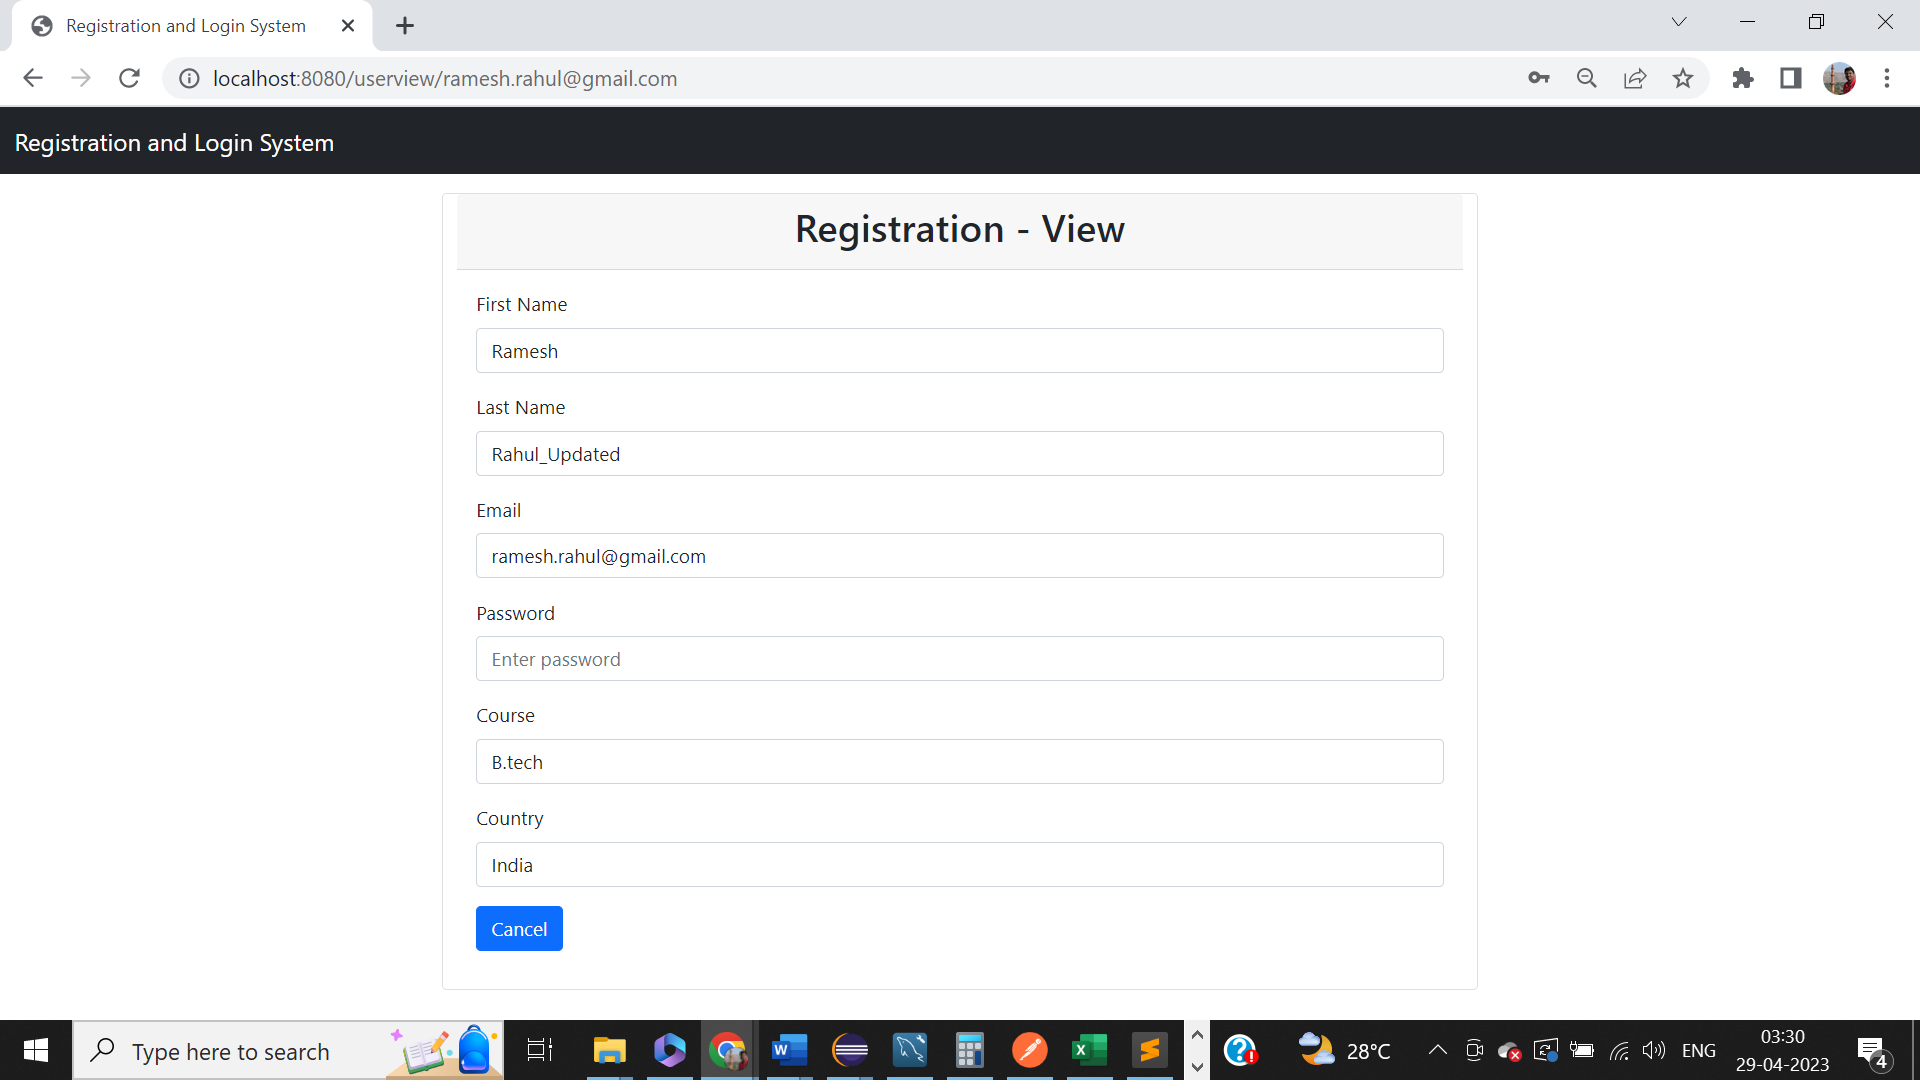 Registration and Login System
localhost:8080/userview/ramesh.rahul@gmail.com
Registration and Login System
Registration - View
First Name
Ramesh
Last Name
Rahul_Updated
Email
ramesh.rahul@gmail.com
Password
Enter password
Course
B.tech
Country
India
Cancel
Type here to search
28°C
ENG
03:30
29-04-2023
4